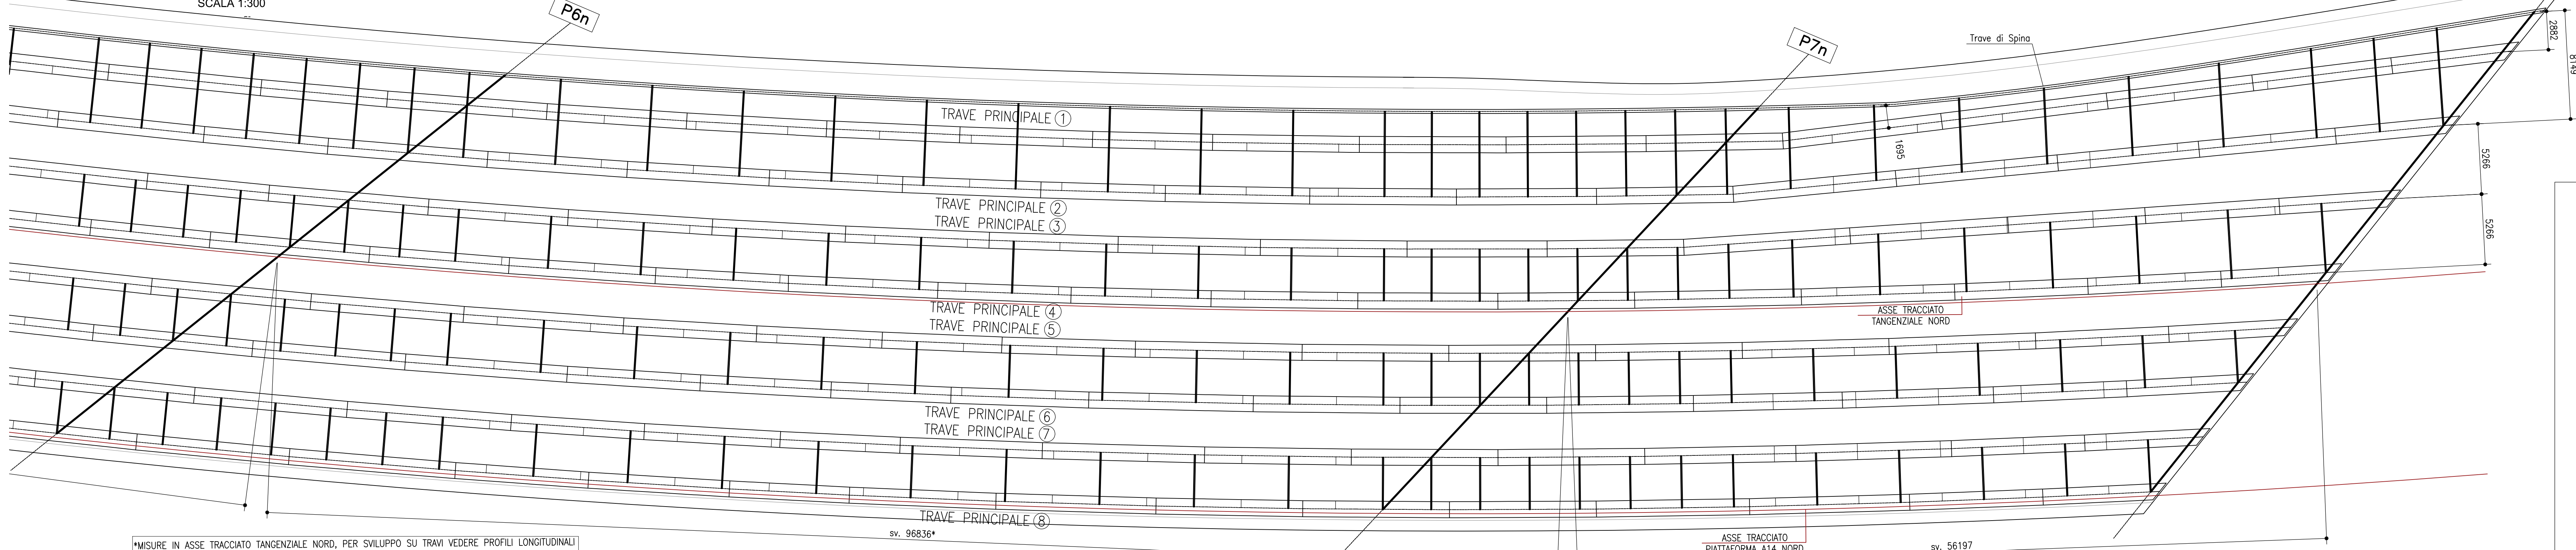 SCALA 1:300
P6n
P7n
Trave di Spina
2882
8149
TRAVE PRINCIPALE 1
1695
5266
TRAVE PRINCIPALE 2
TRAVE PRINCIPALE 3
5266
TRAVE PRINCIPALE 4
TRAVE PRINCIPALE 5
ASSE TRACCIATO
TANGENZIALE NORD
TRAVE PRINCIPALE 6
TRAVE PRINCIPALE 7
TRAVE PRINCIPALE 8
sv. 96836*
ASSE TRACCIATO
PIATTAFORMA A14 NORD
sv. 56197
*MISURE IN ASSE TRACCIATO TANGENZIALE NORD, PER SVILUPPO SU TRAVI VEDERE PROFILI LONGITUDINALI